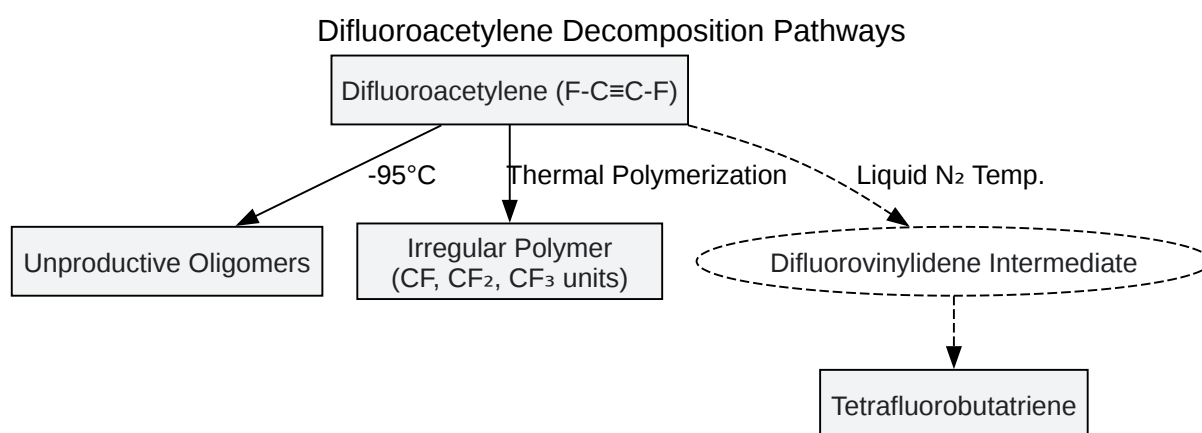 Difluoroacetylene Decomposition Pathways
Difluoroacetylene (F-C≡C-F)
-95°C
Thermal Polymerization
Liquid N₂ Temp.
Unproductive Oligomers
Irregular Polymer
(CF, CF₂, CF₃ units)
Difluorovinylidene Intermediate
Tetrafluorobutatriene